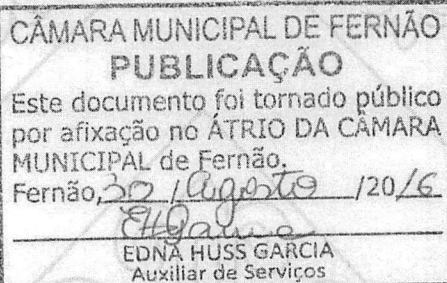 CÂMARA MUNICIPAL DE FERNÃO
PUBLICAÇÃO
Este documento foi tornado público
por afixação no ÁTRIO DA CÂMARA
MUNICIPAL de Fernão.
Fernão, 30 / Agosto /2016
EHGarcia
EDNA HUSS GARCIA
Auxiliar de Serviços